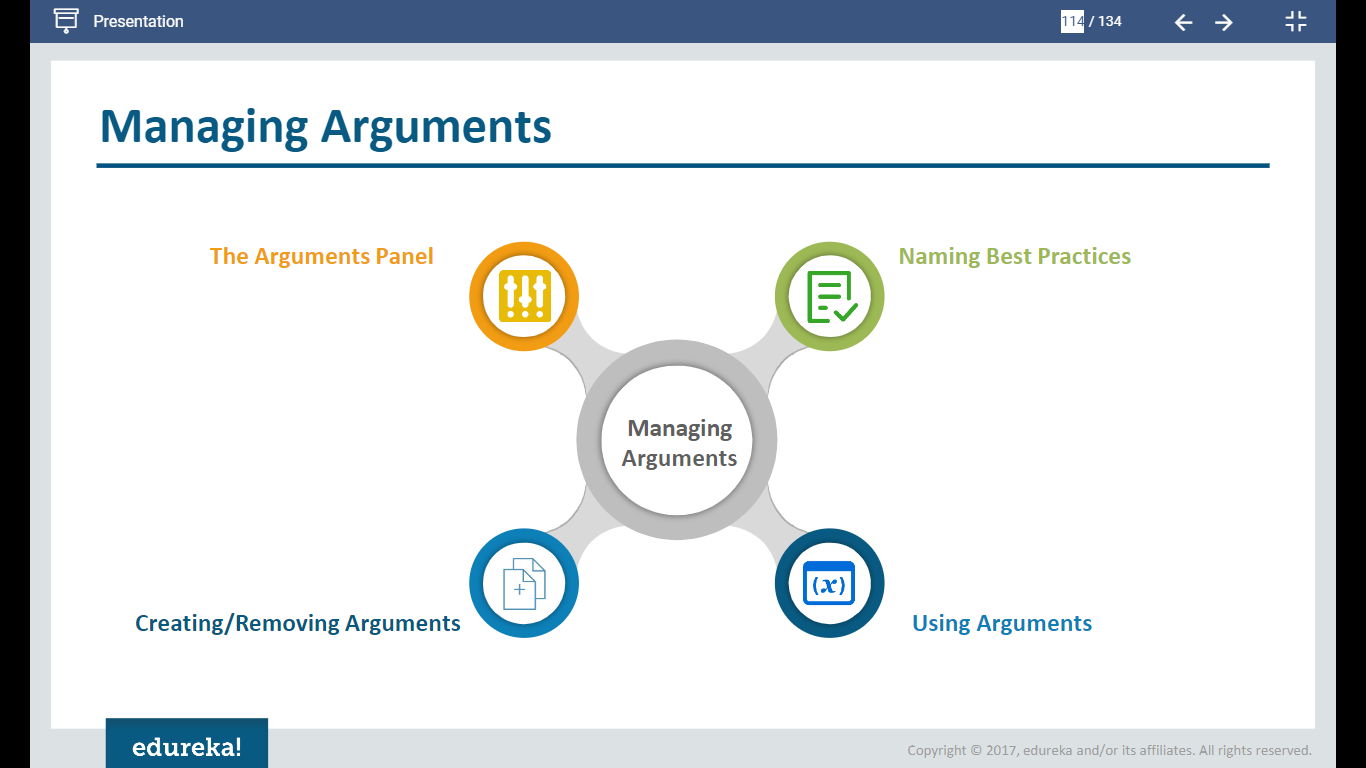 Presentation
114 / 134
Managing Arguments
The Arguments Panel
Naming Best Practices
Managing
Arguments
(x)
Creating/Removing Arguments
Using Arguments
edureka!
Copyright © 2017, edureka and/or its affiliates. All rights reserved.